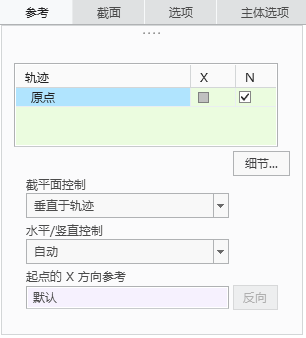 参考 截面 选项 主体选项
轨迹 X N
原点
细节...
截平面控制
垂直于轨迹
水平/竖直控制
自动
起点的 X 方向参考
默认 反向